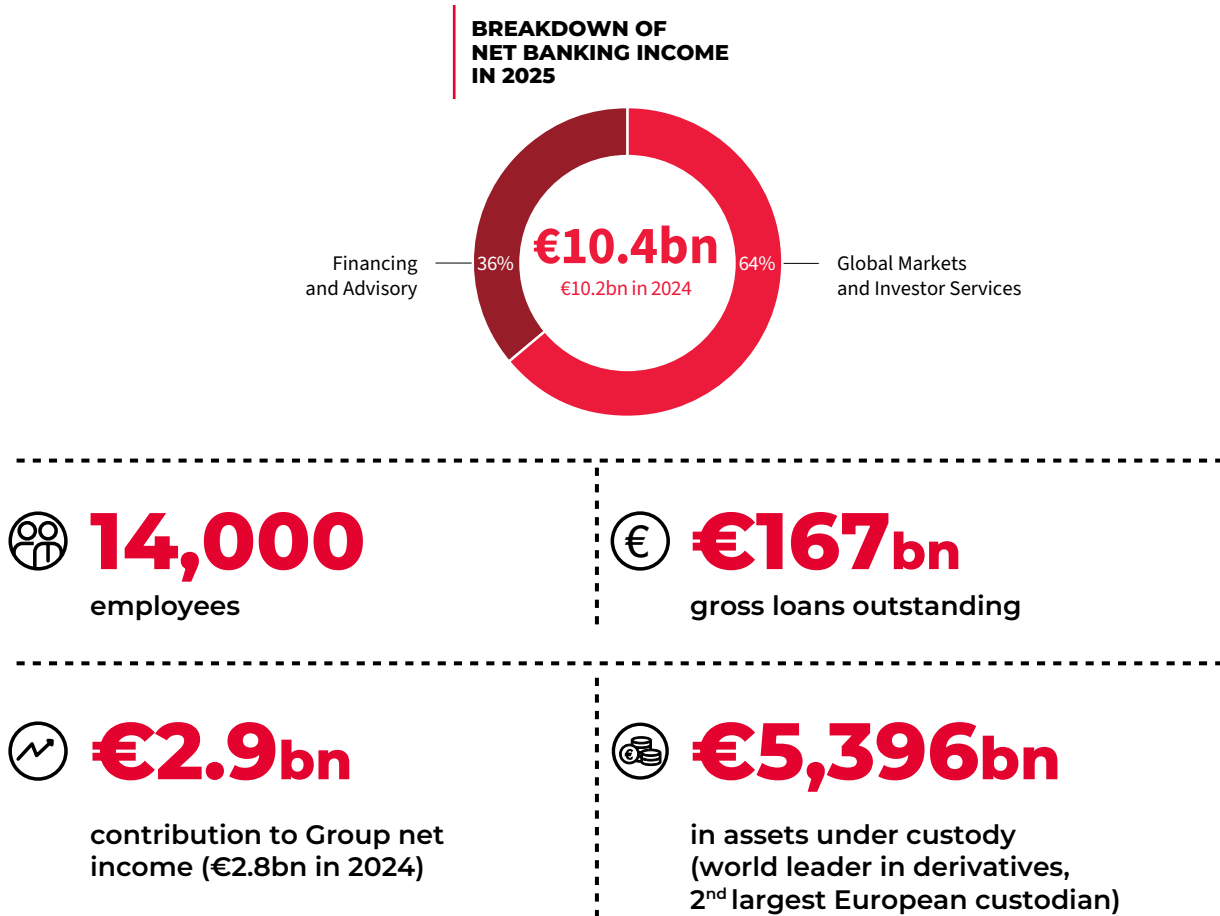 BREAKDOWN OF
NET BANKING INCOME
IN 2025
Financing
and Advisory
36%
€10.4bn
€10.2bn in 2024
64%
Global Markets
and Investor Services
14,000
employees
€
€167bn
gross loans outstanding
€2.9bn
contribution to Group net
income (€2.8bn in 2024)
€
€5,396bn
in assets under custody
(world leader in derivatives,
2nd largest European custodian)